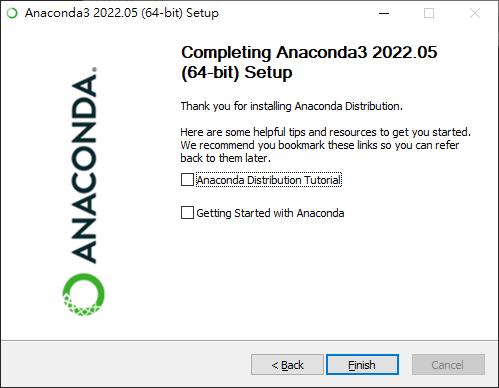 Anaconda3 2022.05 (64-bit) Setup
ANACONDA.
Completing Anaconda3 2022.05
(64-bit) Setup
Thank you for installing Anaconda Distribution.
Here are some helpful tips and resources to get you started.
We recommend you bookmark these links so you can refer
back to them later.
Anaconda Distribution Tutorial
Getting Started with Anaconda
< Back
Finish
Cancel